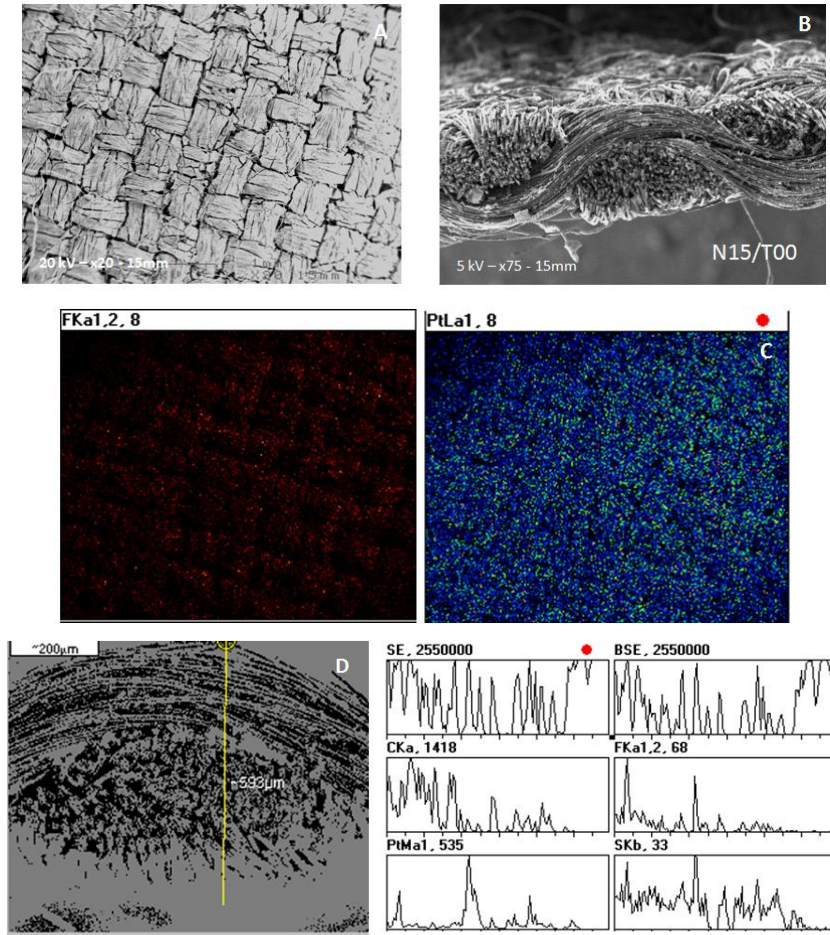 A
20 kV – x20 - 15mm
1mm
B
N15/T00
5 kV – x75 - 15mm
FKa1,2, 8
PtLa1, 8
C
~200µm
D
~593µm
SE, 2550000
BSE, 2550000
CKa, 1418
FKa1,2, 68
PtMa1, 535
SKb, 33